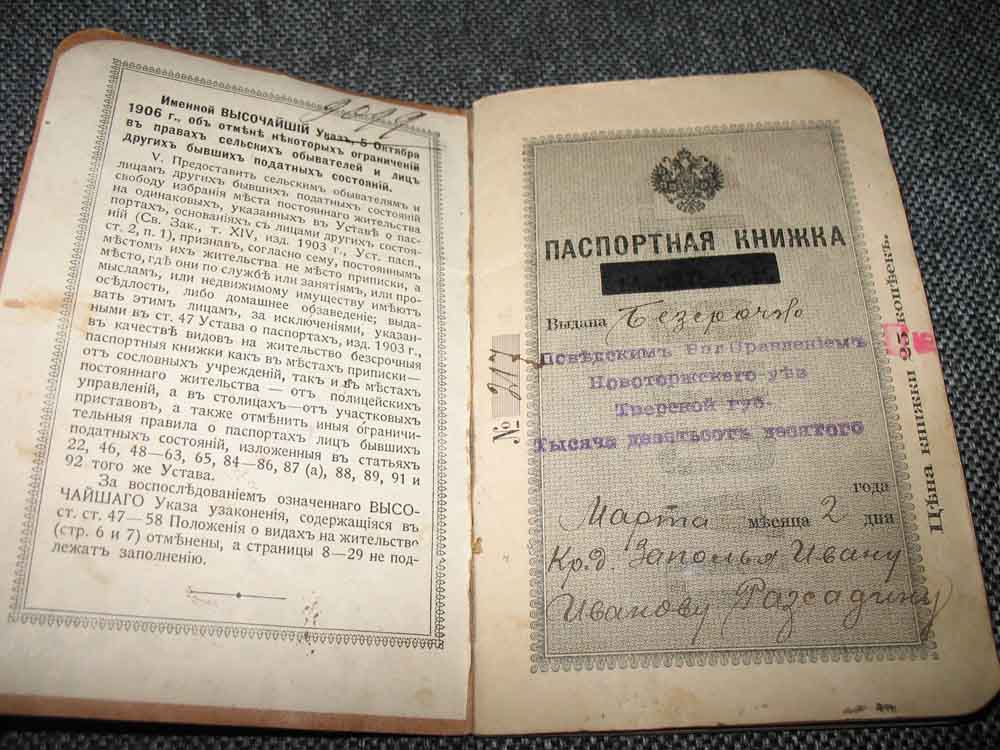 Именной ВЫСОЧАЙШІЙ Указъ, 5 Октября
1906 г., объ отмѣнѣ нѣкоторыхъ ограниченій
въ правахъ сельскихъ обывателей и лицъ
другихъ бывшихъ податныхъ состояній.
V. Предоставить сельскимъ обывателямъ и
лицамъ другихъ бывшихъ податныхъ состояній
свободу избранія мѣста постояннаго жительства
на одинаковыхъ, указанныхъ въ Уставѣ о пас-
портахъ, основаніяхъ съ лицами другихъ состоя-
ній (Св. Зак., т. XIV, изд. 1903 г., Уст. пасп.,
ст. 2, п. 1), признавъ, согласно сему, постояннымъ
мѣстомъ ихъ жительства не мѣсто приписки, а
мѣсто, гдѣ они по службѣ или занятіямъ, или про-
мысламъ, или недвижимому имуществу имѣютъ
осѣдлость, либо домашнее обзаведеніе; выда-
вать этимъ лицамъ, за исключеніями, указан-
ными въ ст. 47 Устава о паспортахъ, изд. 1903 г.,
въ качествѣ видовъ на жительство безсрочныя
паспортныя книжки какъ въ мѣстахъ приписки—
отъ сословныхъ учрежденій, такъ и въ мѣстахъ
постояннаго жительства — отъ полицейскихъ
управленій, а въ столицахъ—отъ участковыхъ
приставовъ, а также отмѣнить иныя ограничи-
тельныя правила о паспортахъ лицъ бывшихъ
податныхъ состояній, изложенныя въ статьяхъ
22, 46, 48—63, 65, 84—86, 87 (а), 88, 89, 91 и
92 того же Устава.
За воспослѣдованіемъ означеннаго ВЫСО-
ЧАЙШАГО Указа узаконенія, содержащіяся въ
ст. ст. 47—58 Положенія о видахъ на жительство
(стр. 6 и 7) отмѣнены, а страницы 8—29 не под-
лежатъ заполненію.
ПАСПОРТНАЯ КНИЖКА
Выдана Безсрочно
Повѣдскимъ Вол Правленіемъ
Новоторжскаго уѣз
Тверской губ.
Тысяча девятьсотъ десятаго
года
Марта мѣсяца 2 дня
Кр. д. Заполья Ивану
Иванову Разсадину
№ 217
Цѣна книжки 25 копѣекъ.